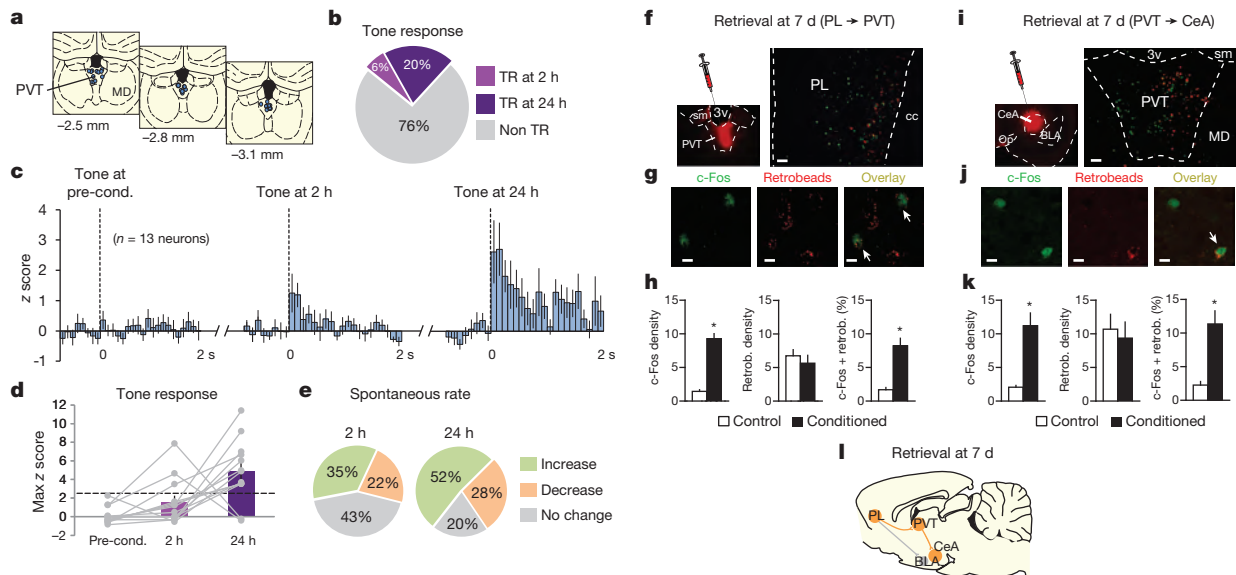 a
PVT
MD
−2.5 mm
−2.8 mm
−3.1 mm
b
Tone response
6%
20%
76%
TR at 2 h
TR at 24 h
Non TR
c
Tone at
pre-cond.
Tone at 2 h
Tone at 24 h
(n = 13 neurons)
z score
4
3
2
1
0
−1
0
2 s
0
2 s
0
2 s
d
Tone response
Max z score
12
10
8
6
4
2
0
−2
Pre-cond.
2 h
24 h
e
Spontaneous rate
2 h
24 h
35%
22%
43%
52%
28%
20%
Increase
Decrease
No change
f
Retrieval at 7 d (PL → PVT)
sm
3v
PVT
PL
cc
g
c-Fos
Retrobeads
Overlay
h
c-Fos density
15
10
5
0
*
Retrob. density
15
10
5
0
c-Fos + retrob. (%)
15
10
5
0
*
Control
Conditioned
i
Retrieval at 7 d (PVT → CeA)
CeA
BLA
Op
3v
sm
PVT
MD
j
c-Fos
Retrobeads
Overlay
k
c-Fos density
15
10
5
0
*
Retrob. density
15
10
5
0
c-Fos + retrob. (%)
15
10
5
0
*
Control
Conditioned
l
Retrieval at 7 d
PL
PVT
CeA
BLA